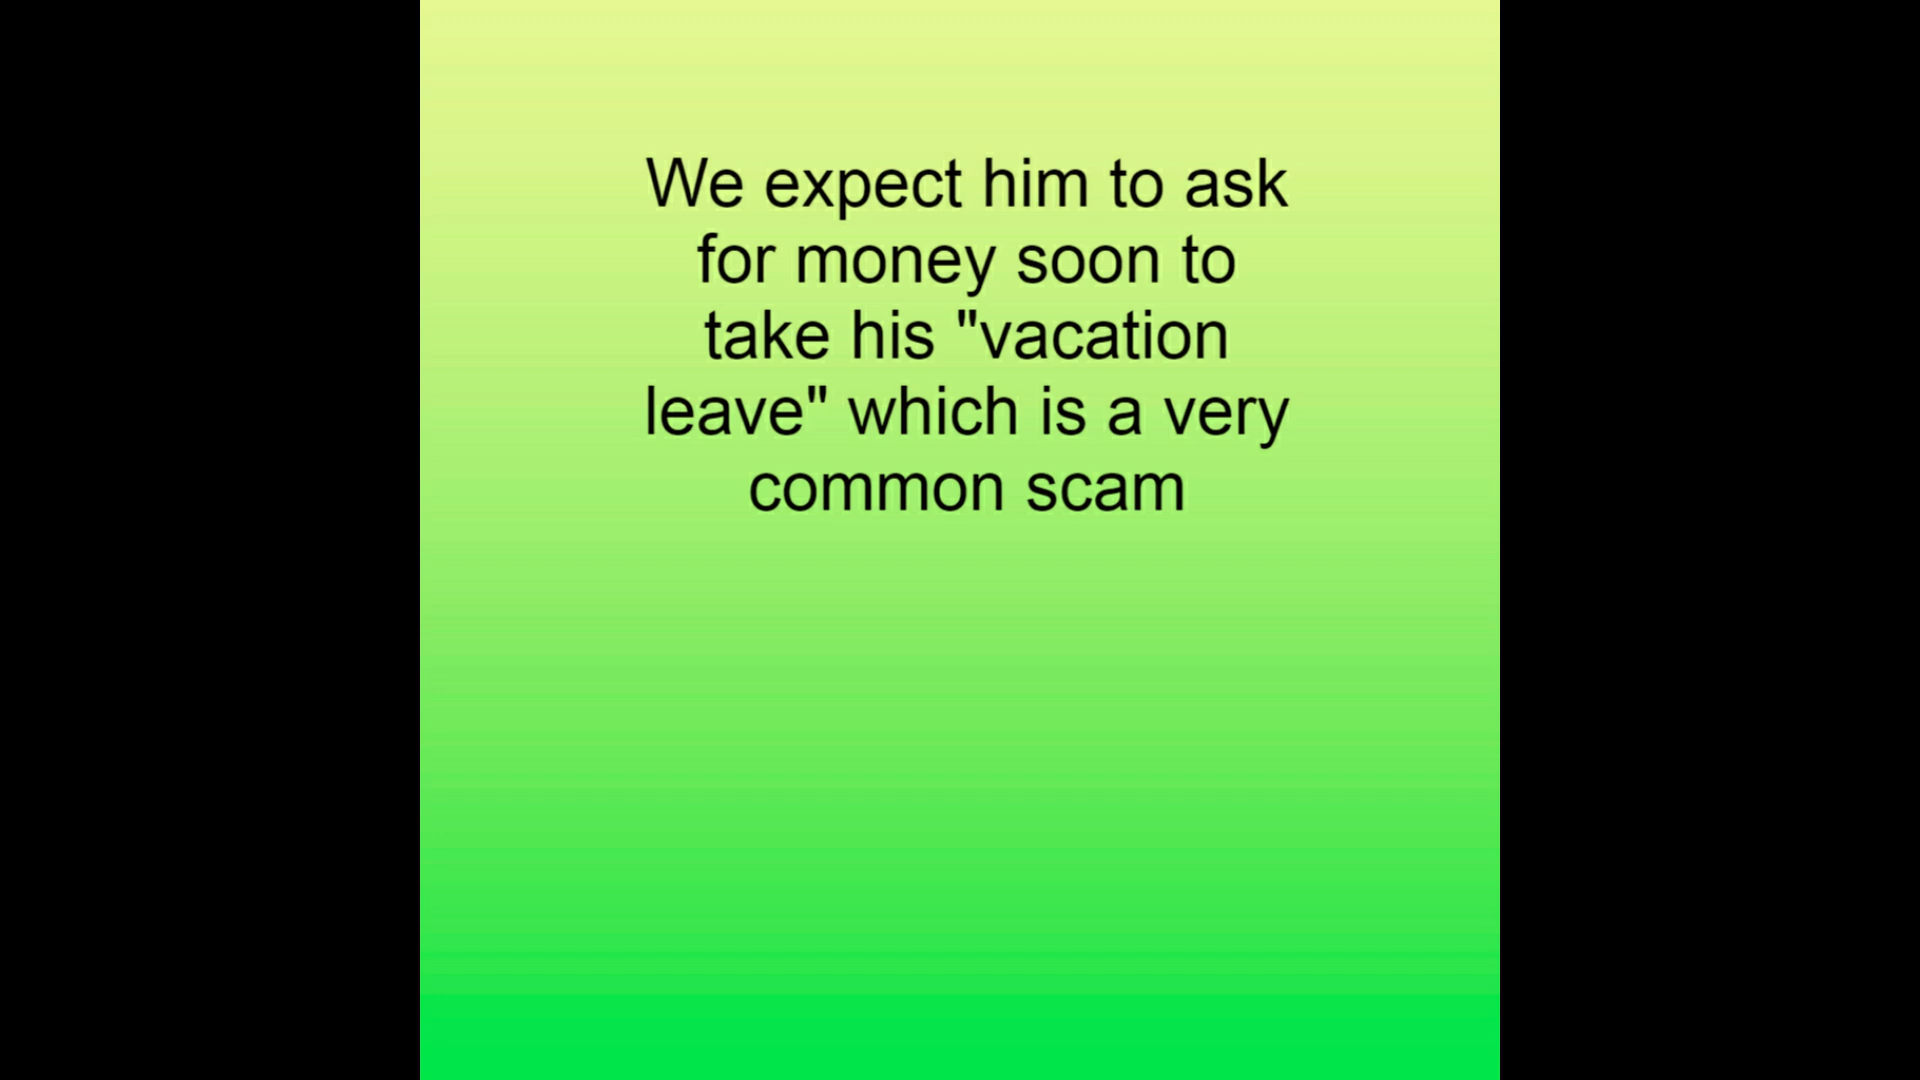 We expect him to ask
for money soon to
take his "vacation
leave" which is a very
common scam